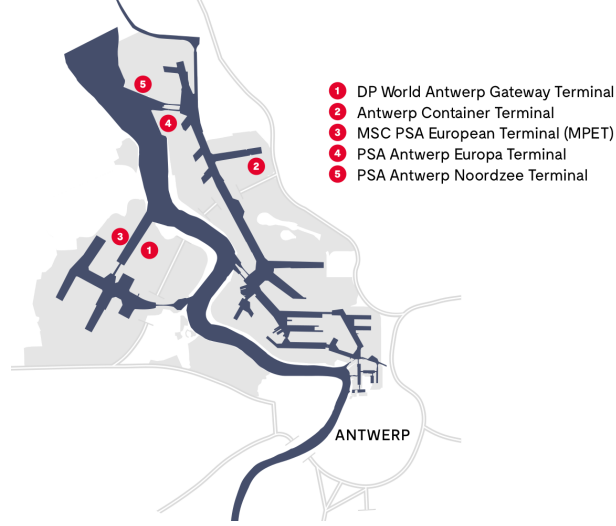 1 DP World Antwerp Gateway Terminal
2 Antwerp Container Terminal
3 MSC PSA European Terminal (MPET)
4 PSA Antwerp Europa Terminal
5 PSA Antwerp Noordzee Terminal
5
4
2
3
1
ANTWERP